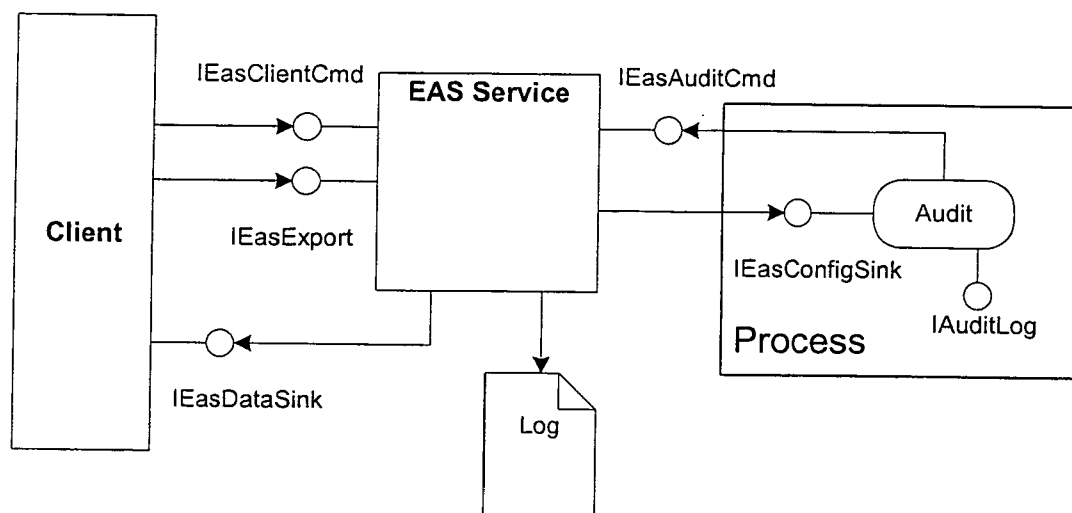 IEasClientCmd
EAS Service
IEasAuditCmd
Client
IEasExport
Audit
IEasConfigSink
IAuditLog
Process
IEasDataSink
Log